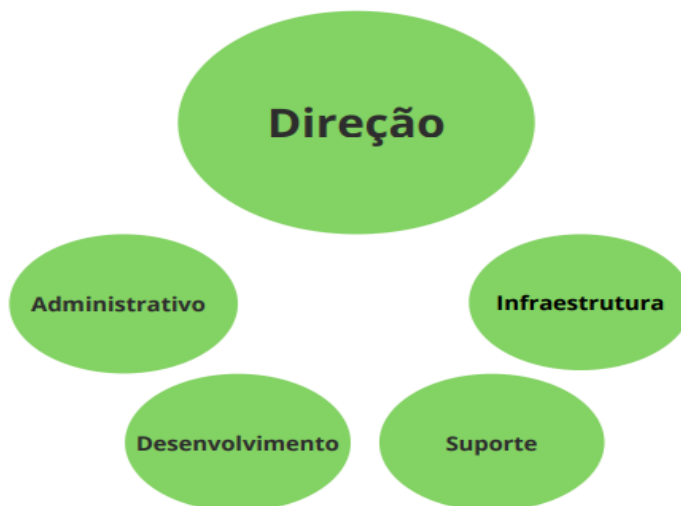 Direção
Administrativo
Infraestrutura
Desenvolvimento
Suporte